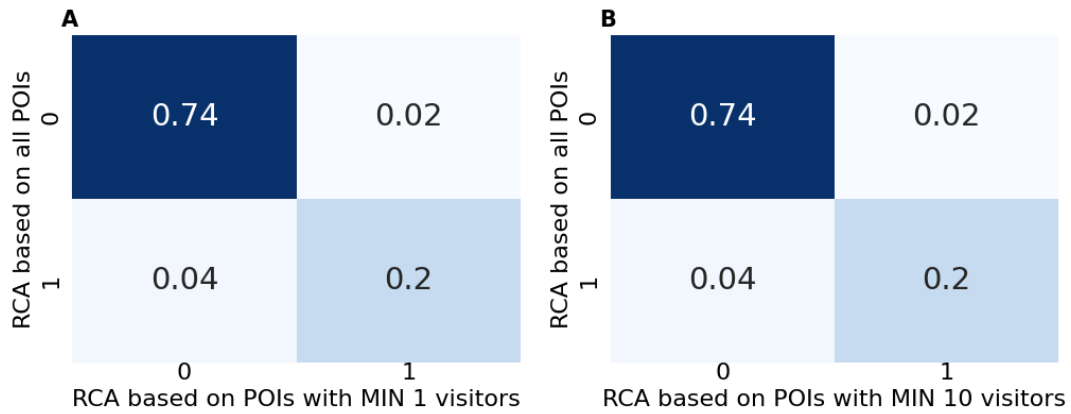 A
RCA based on all POIs
0
1
0.74
0.02
0.04
0.2
0
1
RCA based on POIs with MIN 1 visitors
B
RCA based on all POIs
0
1
0.74
0.02
0.04
0.2
0
1
RCA based on POIs with MIN 10 visitors